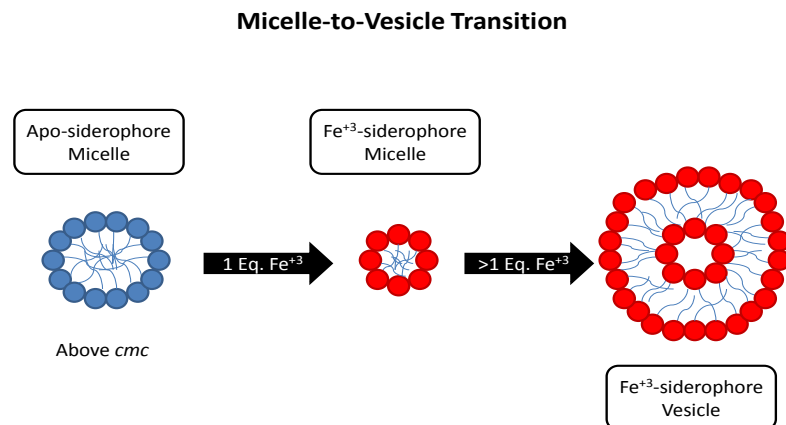 Micelle-to-Vesicle Transition
Apo-siderophore
Micelle
Fe⁺³-siderophore
Micelle
1 Eq. Fe⁺³
>1 Eq. Fe⁺³
Above cmc
Fe⁺³-siderophore
Vesicle